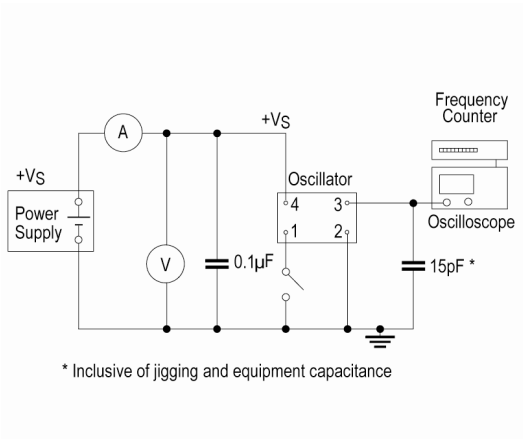 Frequency
Counter
A
+VS
+VS
Oscillator
Power
Supply
4
3
1
2
Oscilloscope
V
0.1µF
15pF *
* Inclusive of jigging and equipment capacitance